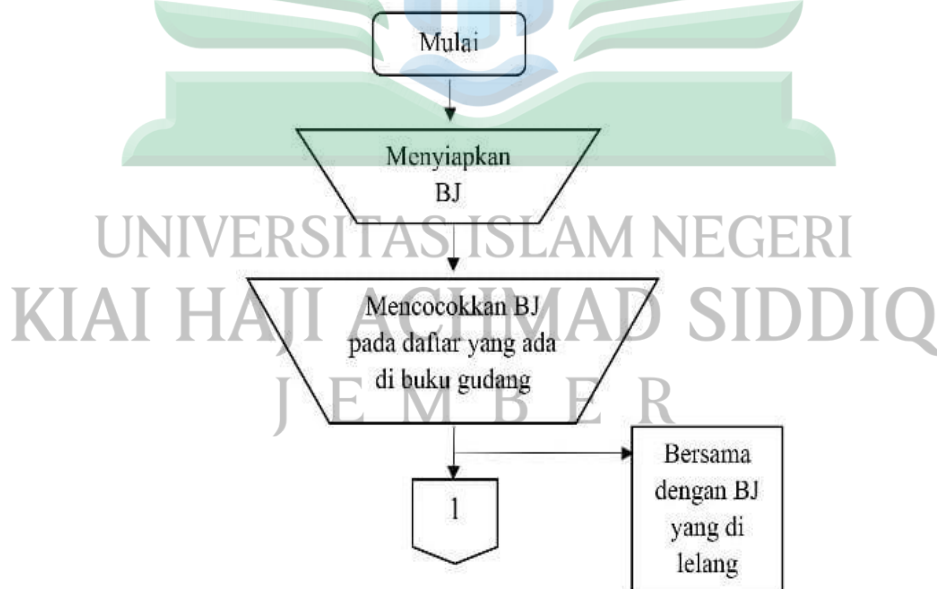 Mulai
Menyiapkan
BJ
UNIVERSITAS ISLAM NEGERI
KIAI HAJI ACHMAD SIDDIQ
JEMBER
Mencocokkan BJ
pada daftar yang ada
di buku gudang
1
Bersama
dengan BJ
yang di
lelang